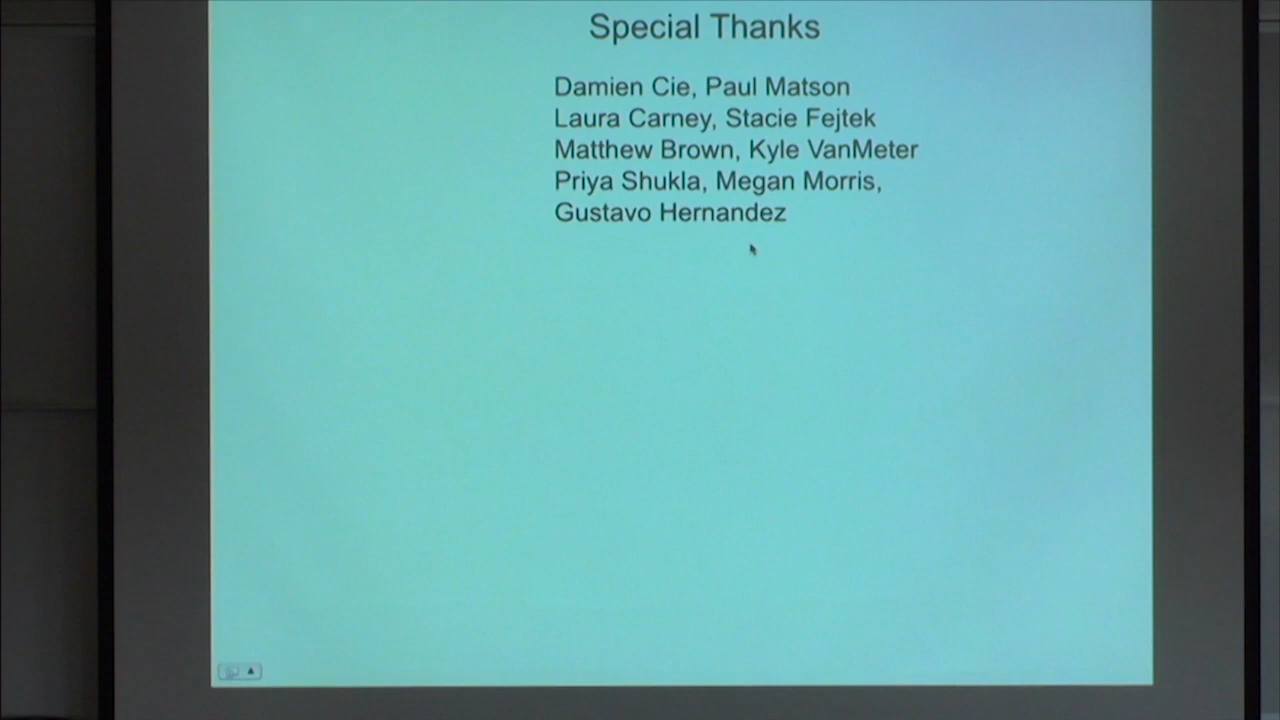 Special Thanks
Damien Cie, Paul Matson
Laura Carney, Stacie Fejtek
Matthew Brown, Kyle VanMeter
Priya Shukla, Megan Morris,
Gustavo Hernandez